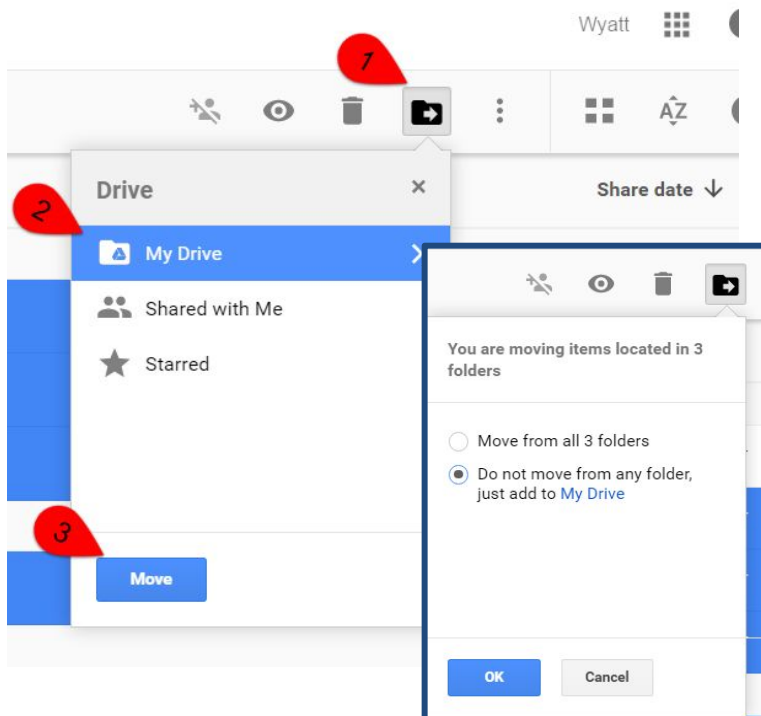 Wyatt
1
AZ
Drive ×
Share date ↓
2
My Drive
Shared with Me
Starred
3
Move
You are moving items located in 3
folders
Move from all 3 folders
Do not move from any folder,
just add to My Drive
OK Cancel